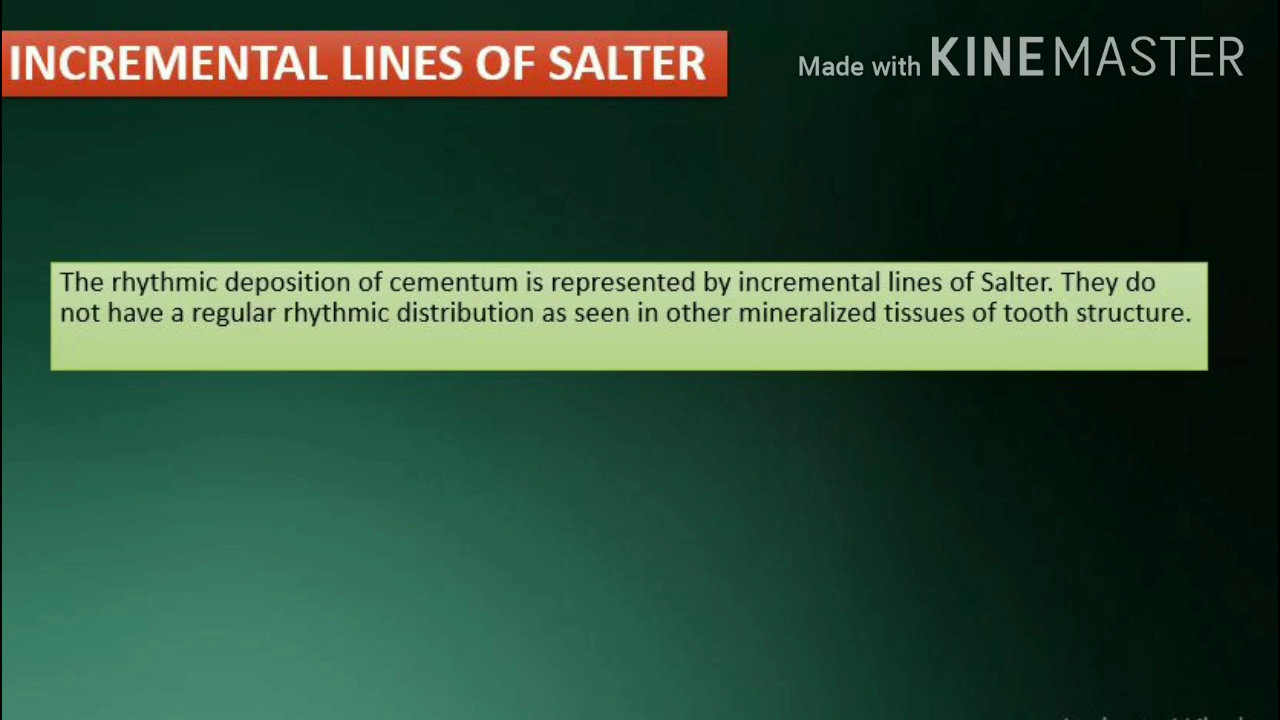 INCREMENTAL LINES OF SALTER
Made with KINEMASTER
The rhythmic deposition of cementum is represented by incremental lines of Salter. They do
not have a regular rhythmic distribution as seen in other mineralized tissues of tooth structure.